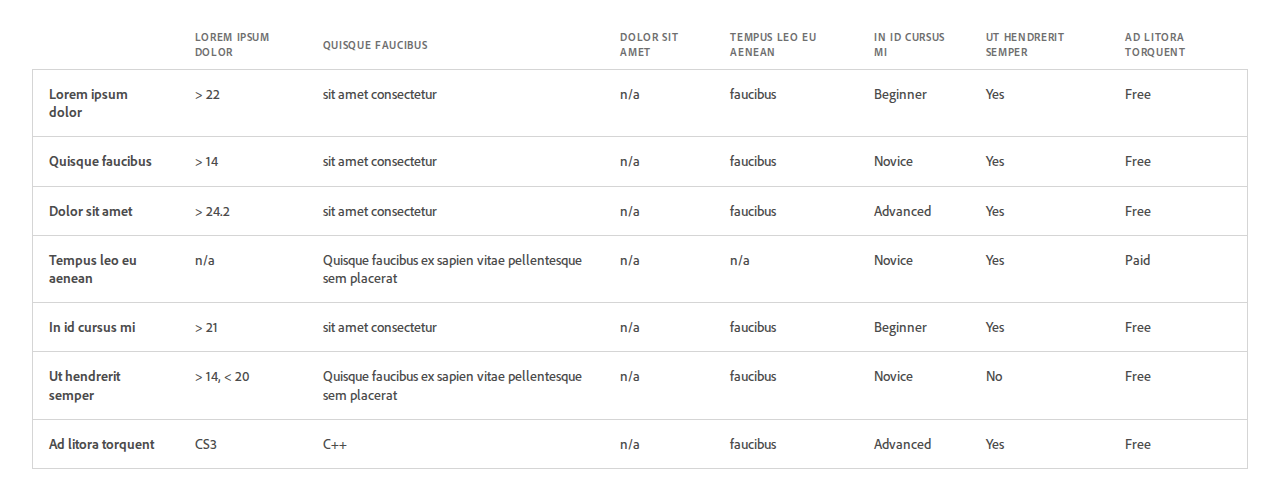 LOREM IPSUM DOLOR QUISQUE FAUCIBUS DOLOR SIT AMET TEMPUS LEO EU AENEAN IN ID CURSUS MI UT HENDRERIT SEMPER AD LITORA TORQUENT
Lorem ipsum dolor > 22 sit amet consectetur n/a faucibus Beginner Yes Free
Quisque faucibus > 14 sit amet consectetur n/a faucibus Novice Yes Free
Dolor sit amet > 24.2 sit amet consectetur n/a faucibus Advanced Yes Free
Tempus leo eu aenean n/a Quisque faucibus ex sapien vitae pellentesque sem placerat n/a n/a Novice Yes Paid
In id cursus mi > 21 sit amet consectetur n/a faucibus Beginner Yes Free
Ut hendrerit semper > 14, < 20 Quisque faucibus ex sapien vitae pellentesque sem placerat n/a faucibus Novice No Free
Ad litora torquent CS3 C++ n/a faucibus Advanced Yes Free